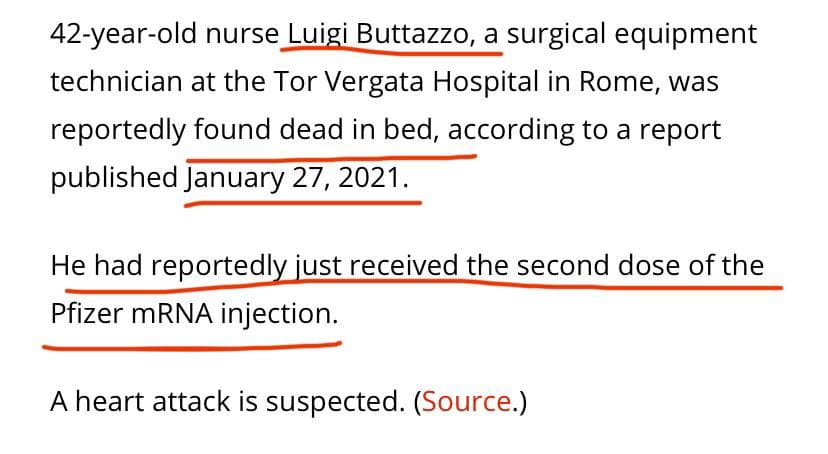 42-year-old nurse Luigi Buttazzo, a surgical equipment
technician at the Tor Vergata Hospital in Rome, was
reportedly found dead in bed, according to a report
published January 27, 2021.
He had reportedly just received the second dose of the
Pfizer mRNA injection.
A heart attack is suspected. (Source.)